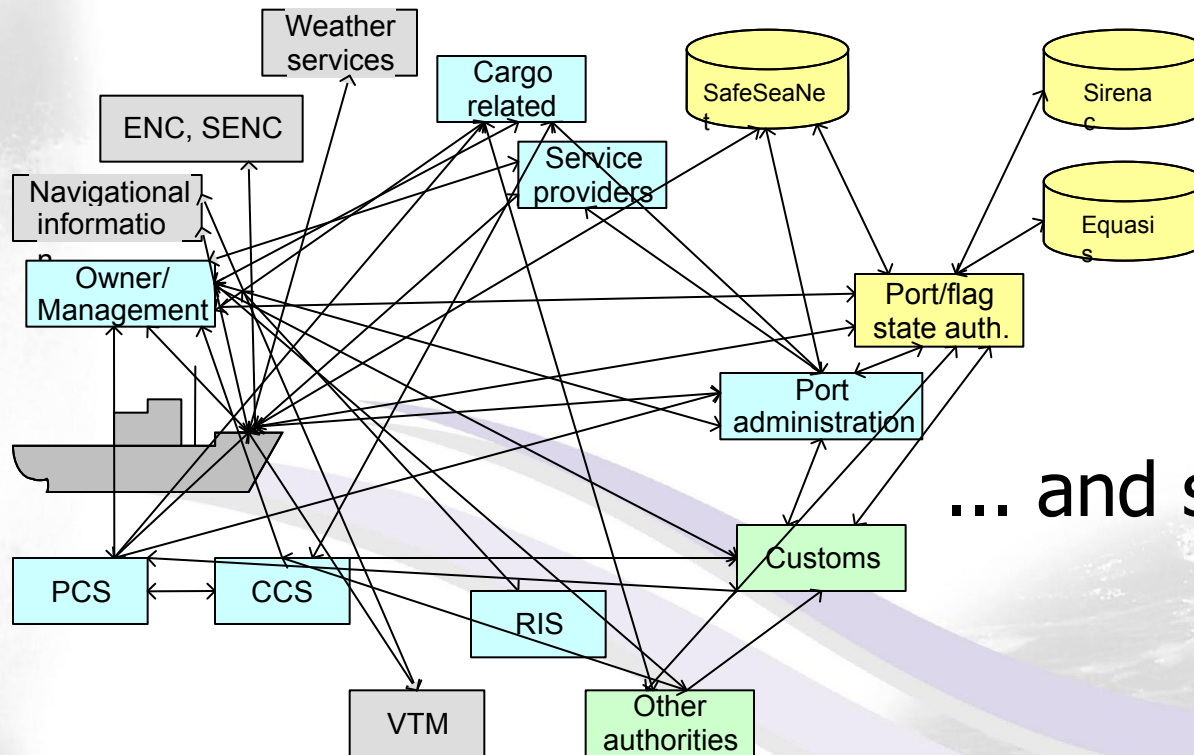 Weather
services
Cargo
related
SafeSeaNe
t
Sirena
c
ENC, SENC
Service
providers
Navigational
informatio
n
Equasi
s
Owner/
Management
Port/flag
state auth.
Port
administration
... and s
Customs
PCS
CCS
RIS
VTM
Other
authorities